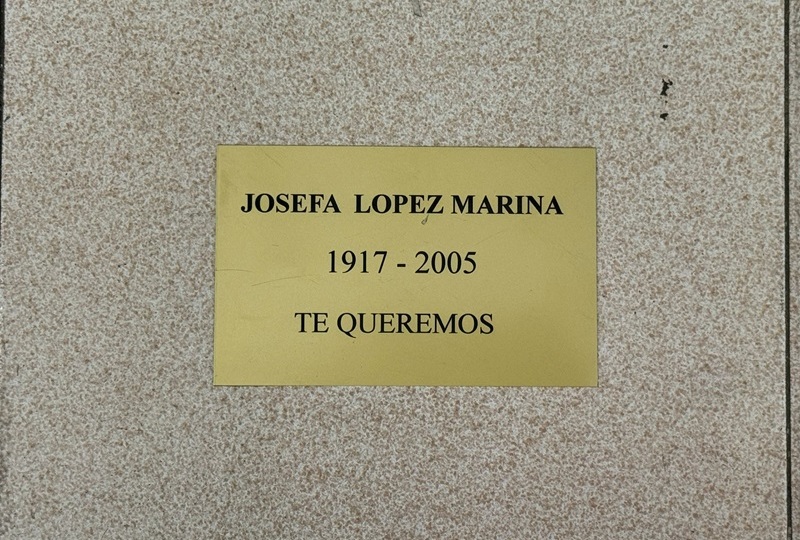 JOSEFA LOPEZ MARINA
1917 - 2005
TE QUEREMOS